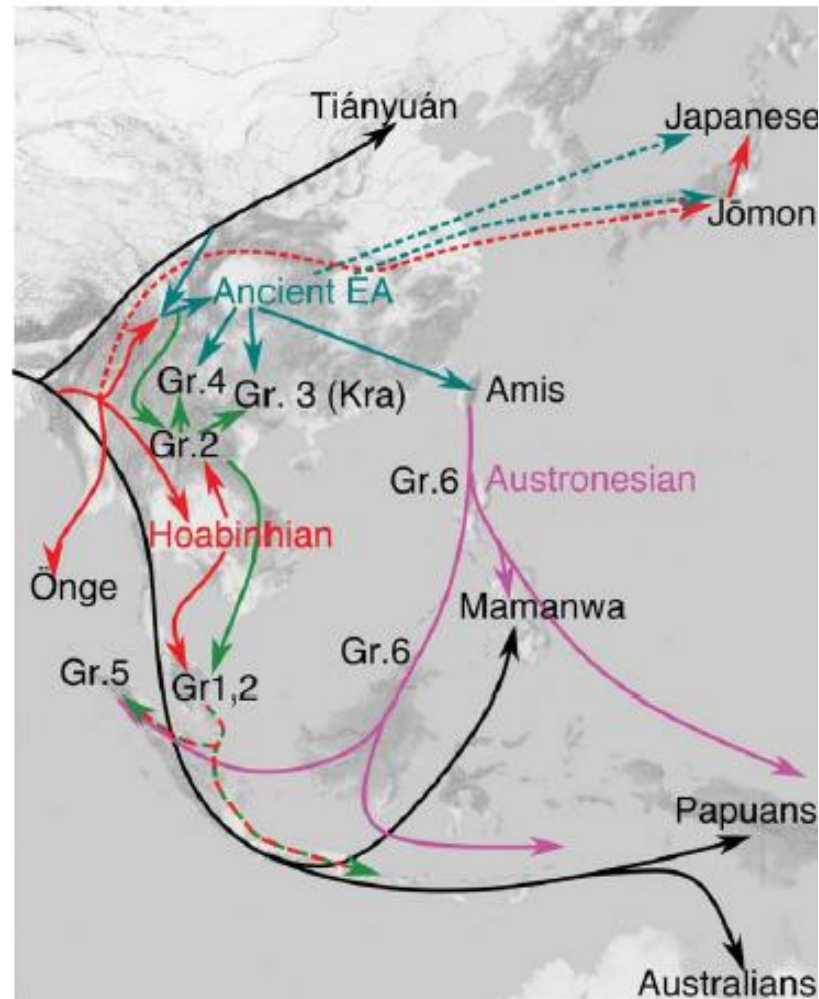 Tiányuán
Japanese
Jōmon
Ancient EA
Gr.4
Gr. 3 (Kra)
Amis
Gr.2
Gr.6
Austronesian
Hoabinhian
Önge
Mamanwa
Gr.6
Gr.5
Gr1,2
Papuans
Australians